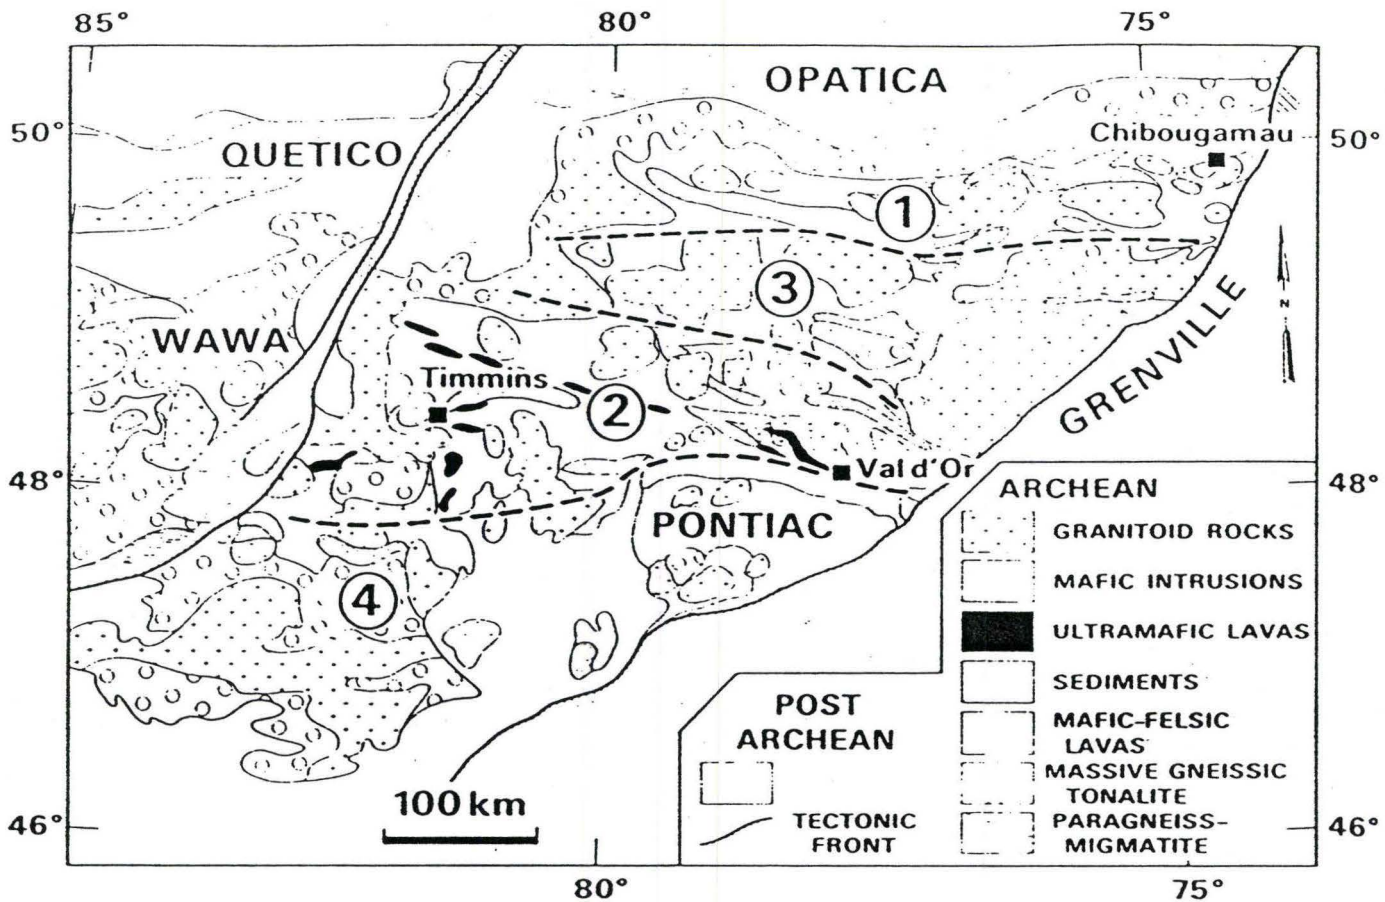 85° 80° 75°
OPATICA
50° QUETICO Chibougamau 50°
1
3
WAWA
GRENVILLE
N
Timmins
2
48° Val d'Or 48°
PONTIAC
4
ARCHEAN
GRANITOID ROCKS
MAFIC INTRUSIONS
ULTRAMAFIC LAVAS
SEDIMENTS
MAFIC-FELSIC
LAVAS
MASSIVE GNEISSIC
TONALITE
PARAGNEISS-
MIGMATITE
POST
ARCHEAN
TECTONIC
FRONT
100 km
46° 46°
80° 75°